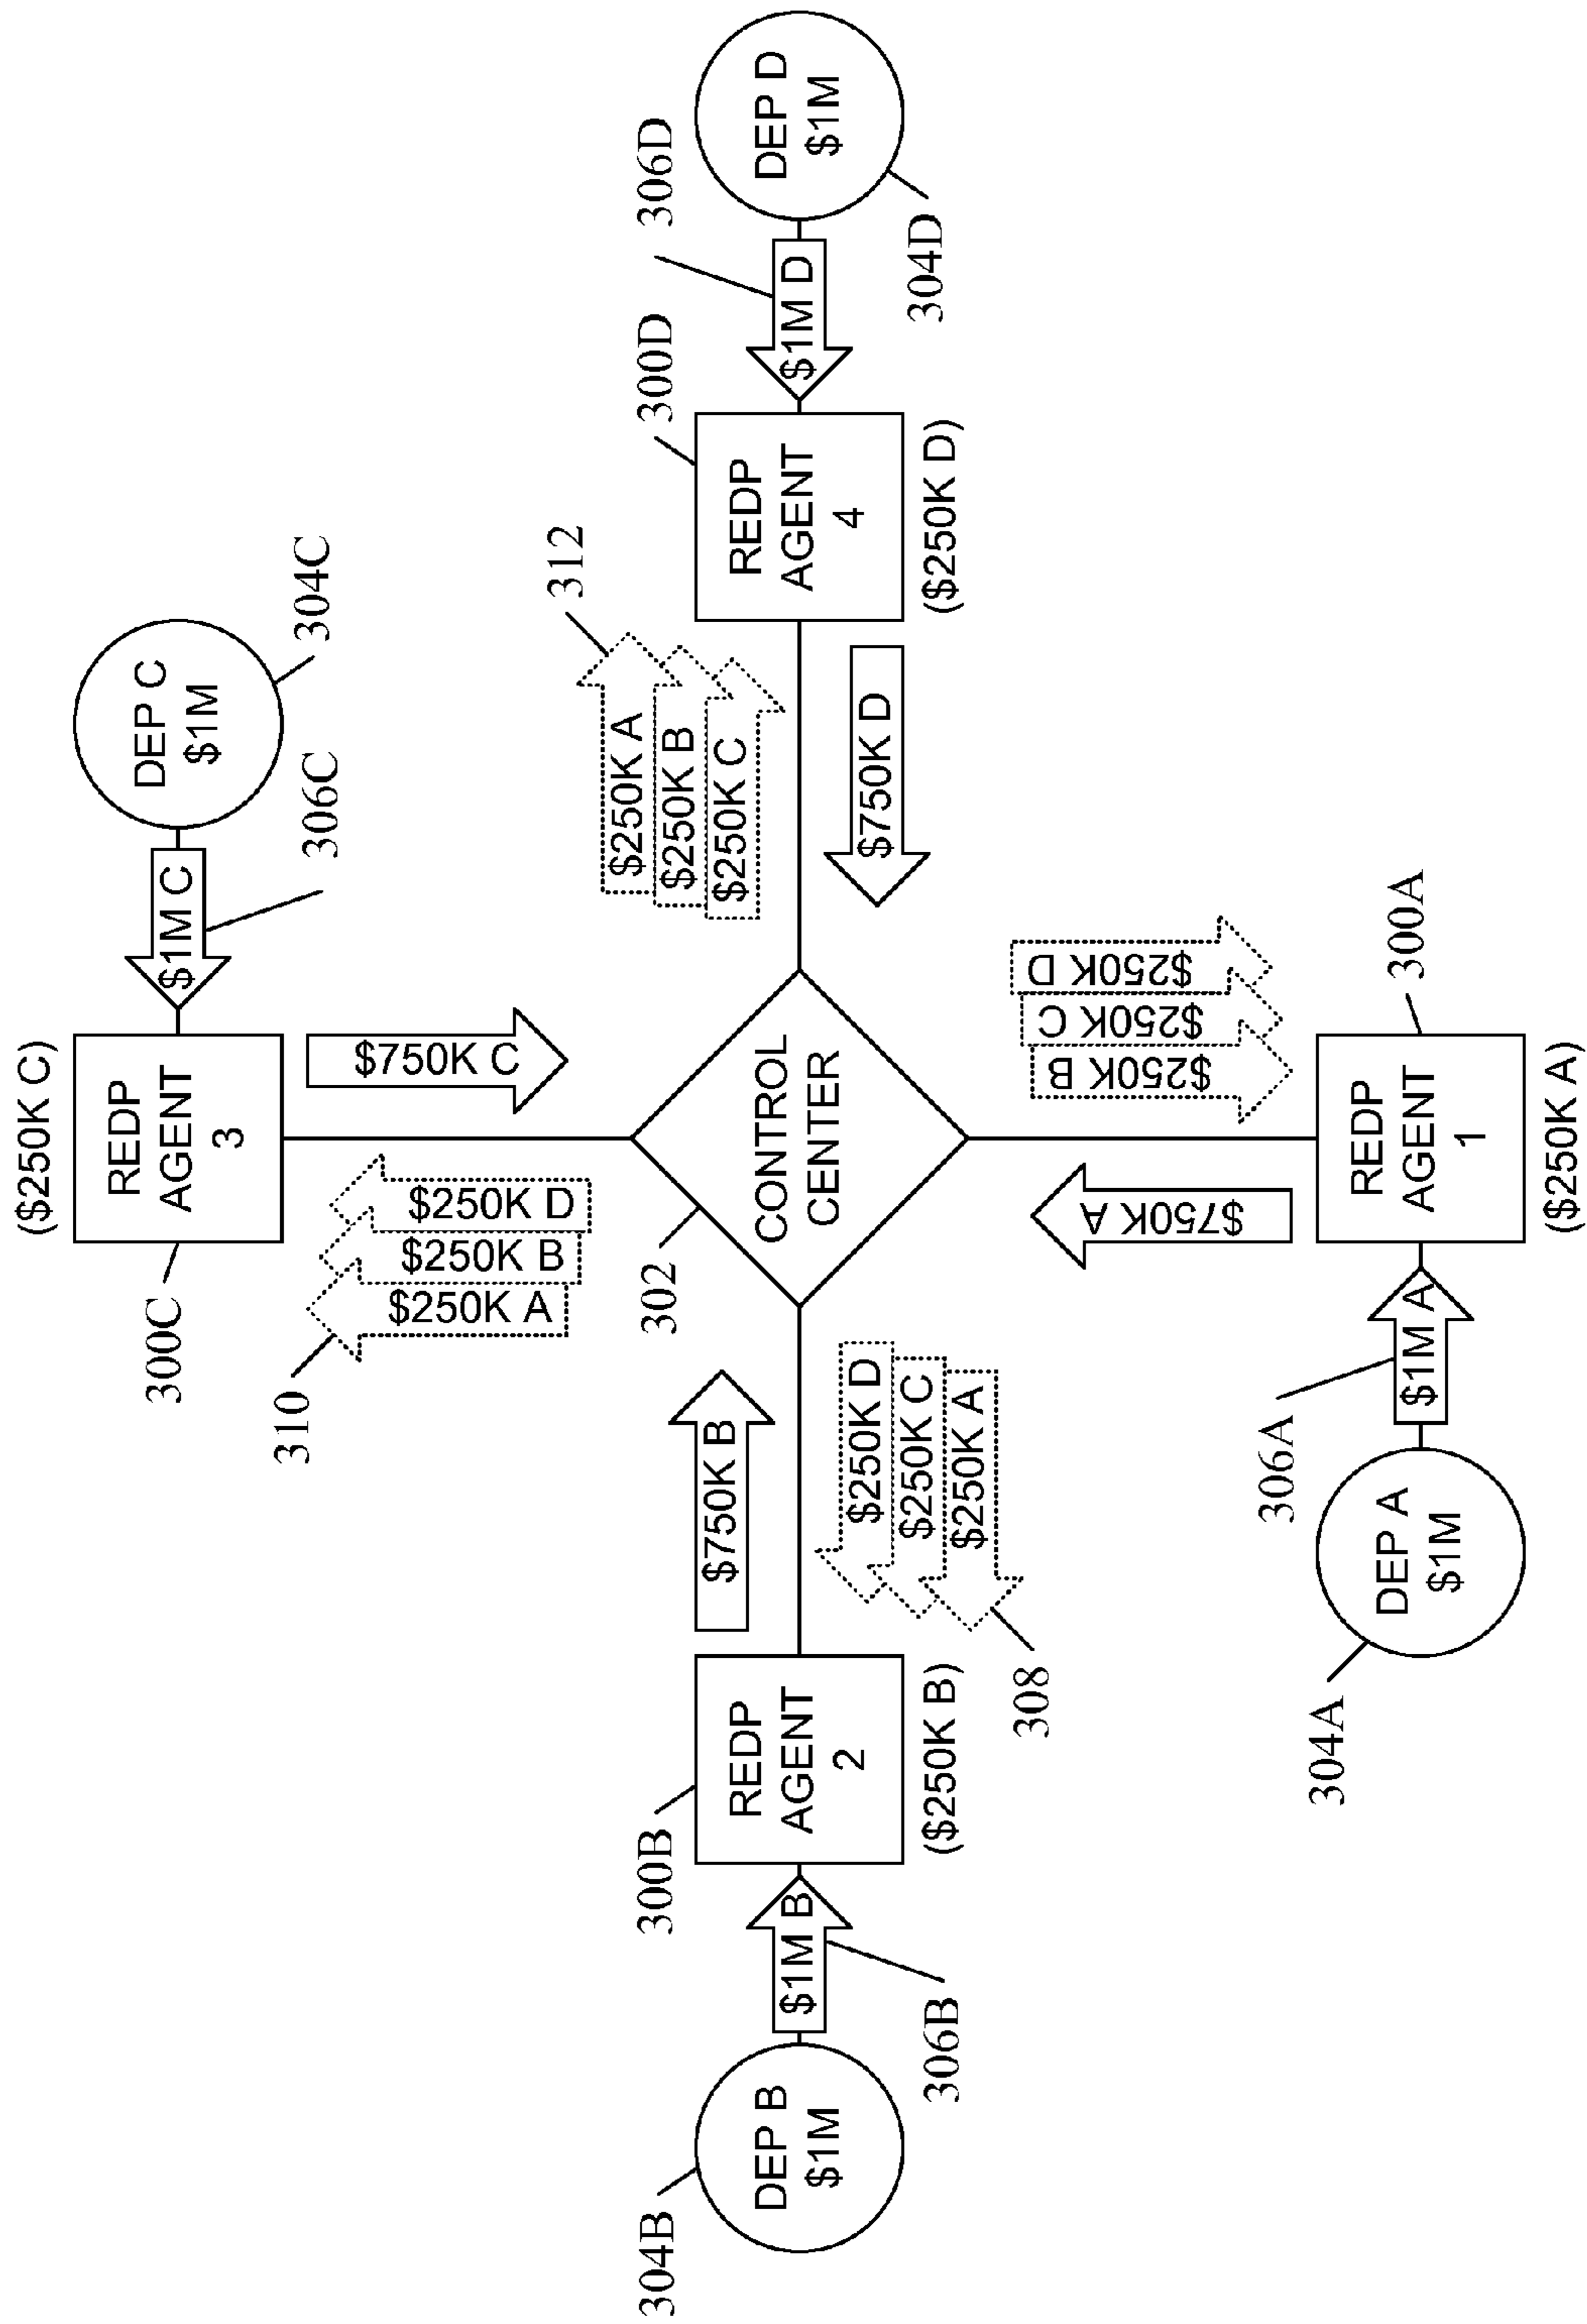 ($250K C)
REDP
AGENT
3
300C
$1M C
306C
DEP C
$1M
304C
$750K C
310
$250K A
$250K B
$250K D
304B
DEP B
$1M
$1M B
306B
300B
REDP
AGENT
2
($250K B)
$750K B
$250K D
$250K C
$250K A
308
302
CONTROL
CENTER
$250K A
$250K B
$250K C
312
$750K D
300D
REDP
AGENT
4
($250K D)
306D
$1M D
DEP D
$1M
304D
304A
DEP A
$1M
306A
$1M A
$750K A
$250K D
$250K C
$250K B
300A
REDP
AGENT
1
($250K A)